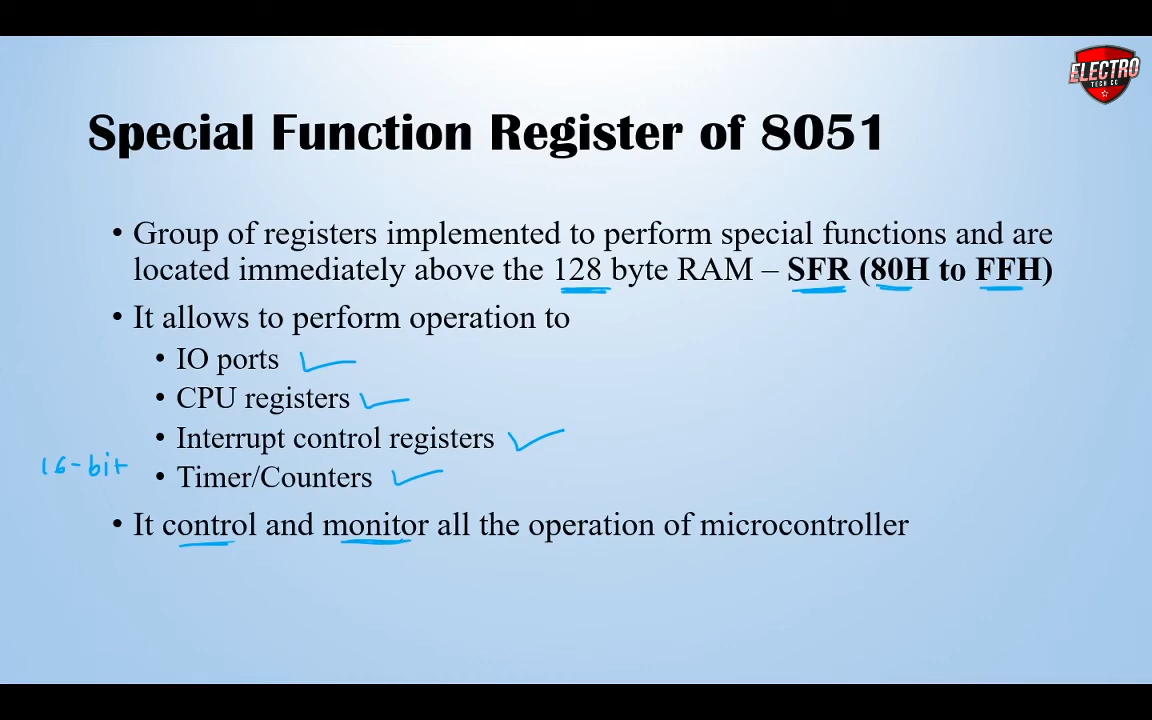 ELECTRO
TECH CC
Special Function Register of 8051
• Group of registers implemented to perform special functions and are
located immediately above the 128 byte RAM – SFR (80H to FFH)
• It allows to perform operation to
• IO ports
• CPU registers
• Interrupt control registers
16-bit
• Timer/Counters
• It control and monitor all the operation of microcontroller